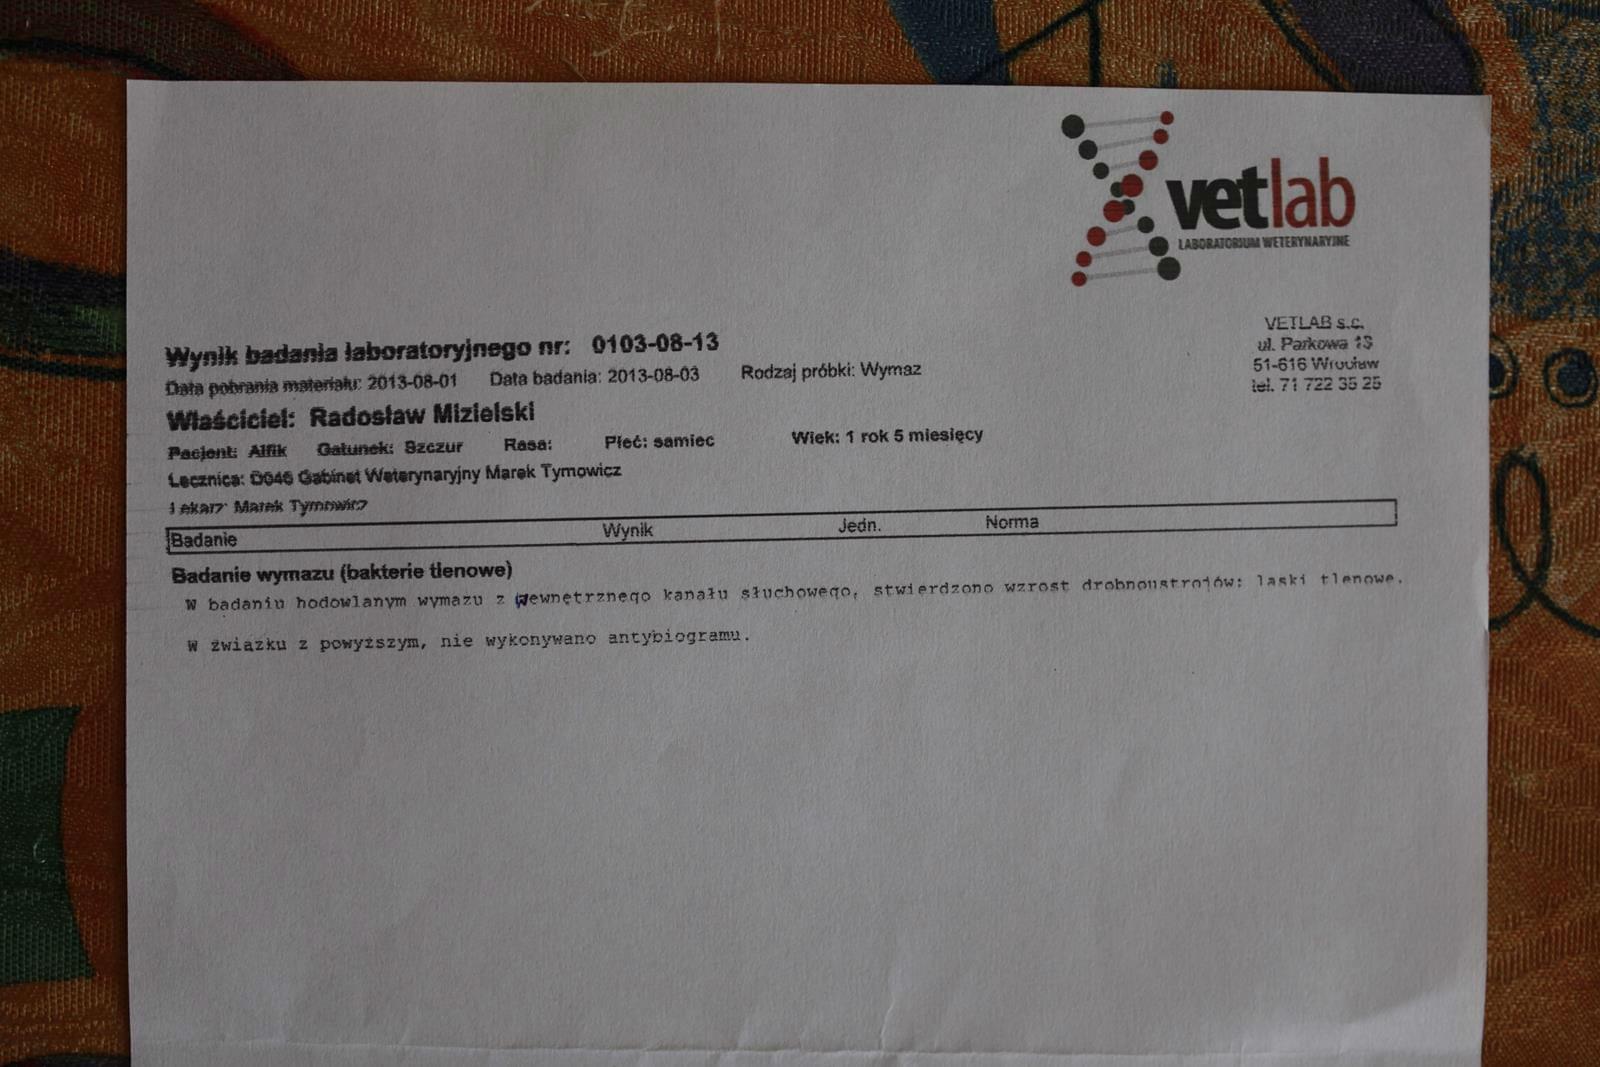 vetlab
LABORATORIUM WETERYNARYJNE
VETLAB s.c.
ul. Parkowa 13
51-616 Wrocław
tel. 71 722 35 25
Wynik badania laboratoryjnego nr: 0103-08-13
Data pobrania materiału: 2013-08-01 Data badania: 2013-08-03 Rodzaj próbki: Wymaz
Właściciel: Radosław Mizielski
Pacjent: Alfik Gatunek: Szczur Rasa: Płeć: samiec Wiek: 1 rok 5 miesięcy
Lecznica: D046 Gabinet Weterynaryjny Marek Tymowicz
Lekarz: Marek Tymowicz
Badanie Wynik Jedn. Norma
Badanie wymazu (bakterie tlenowe)
W badaniu hodowlanym wymazu z wewnętrznego kanału słuchowego, stwierdzono wzrost drobnoustrojów: laski tlenowe.
W związku z powyższym, nie wykonywano antybiogramu.